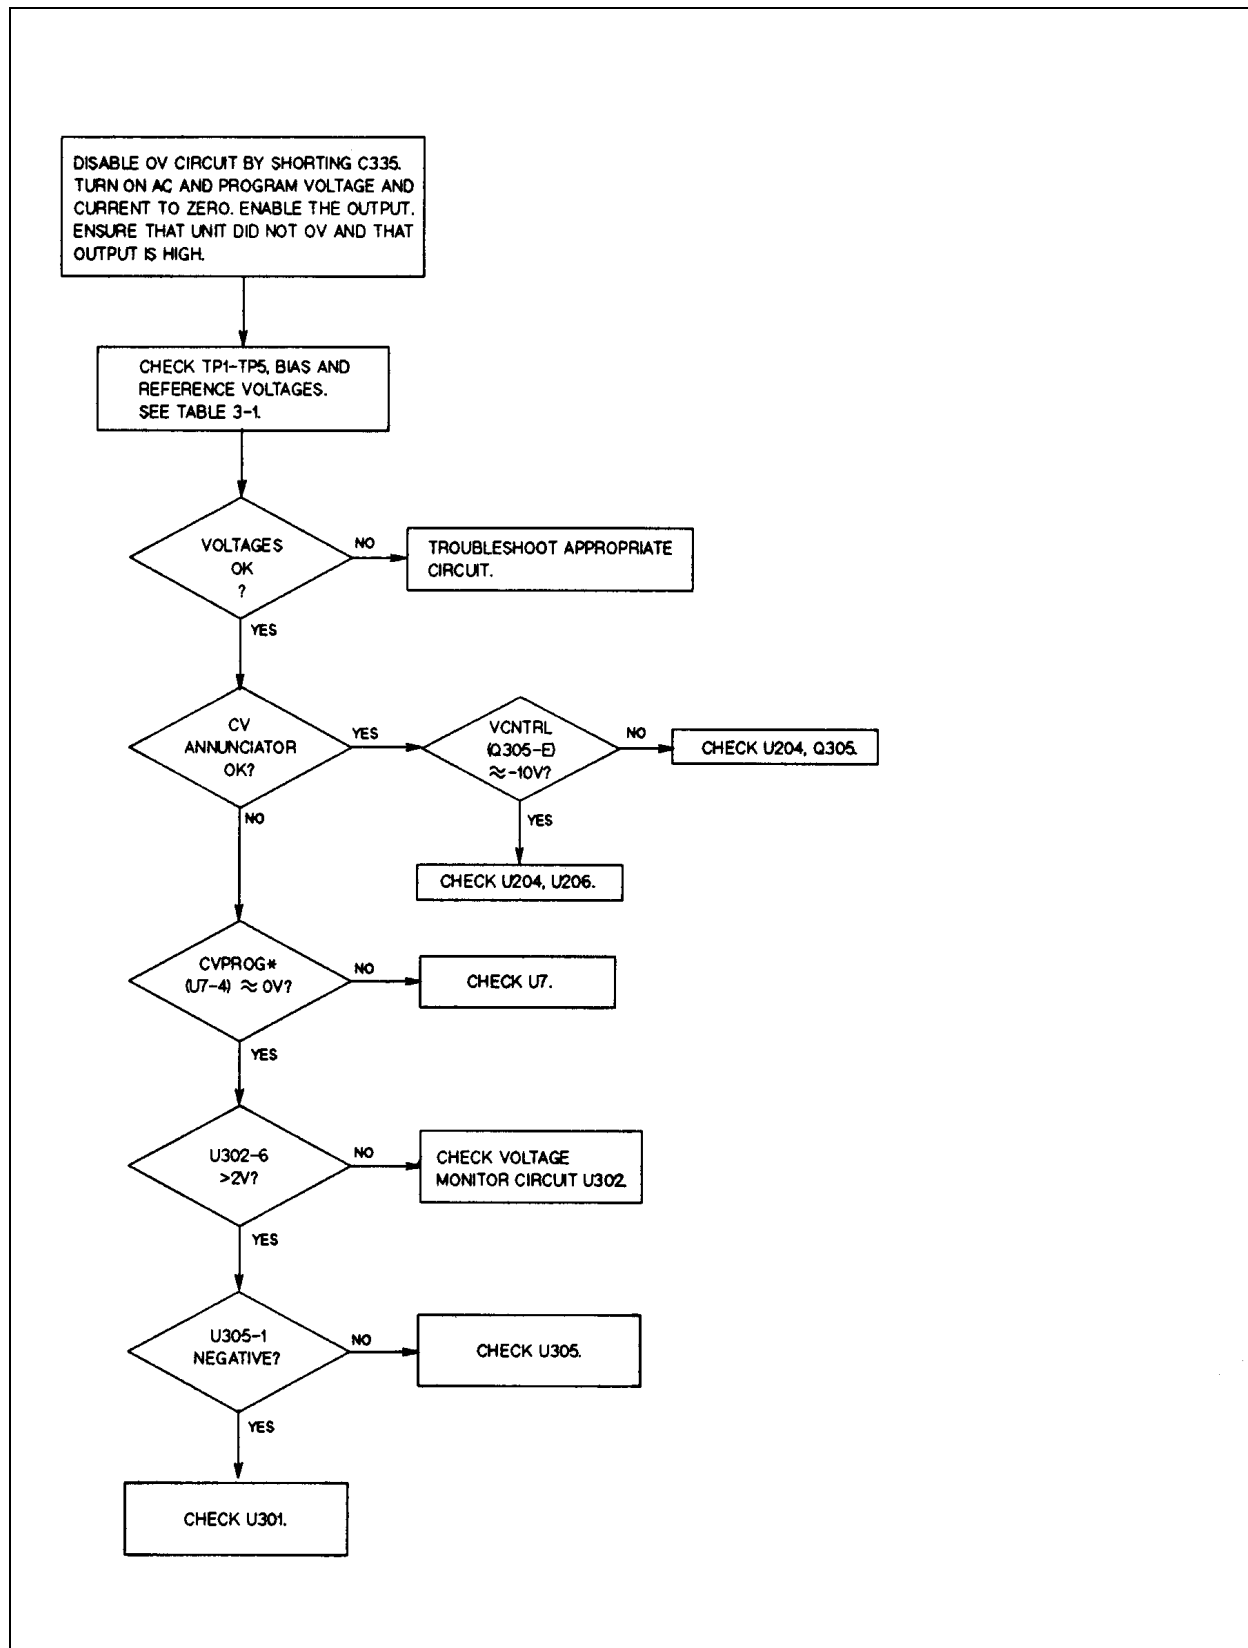 DISABLE OV CIRCUIT BY SHORTING C335.
TURN ON AC AND PROGRAM VOLTAGE AND
CURRENT TO ZERO. ENABLE THE OUTPUT.
ENSURE THAT UNIT DID NOT OV AND THAT
OUTPUT IS HIGH.
CHECK TP1-TP5, BIAS AND
REFERENCE VOLTAGES.
SEE TABLE 3-1.
VOLTAGES
OK
?
NO
TROUBLESHOOT APPROPRIATE
CIRCUIT.
YES
CV
ANNUNCIATOR
OK?
YES
VCNTRL
(Q305-E)
≈-10V?
NO
CHECK U204, Q305.
YES
CHECK U204, U206.
NO
CVPROG*
(U7-4) ≈ 0V?
NO
CHECK U7.
YES
U302-6
>2V?
NO
CHECK VOLTAGE
MONITOR CIRCUIT U302.
YES
U305-1
NEGATIVE?
NO
CHECK U305.
YES
CHECK U301.